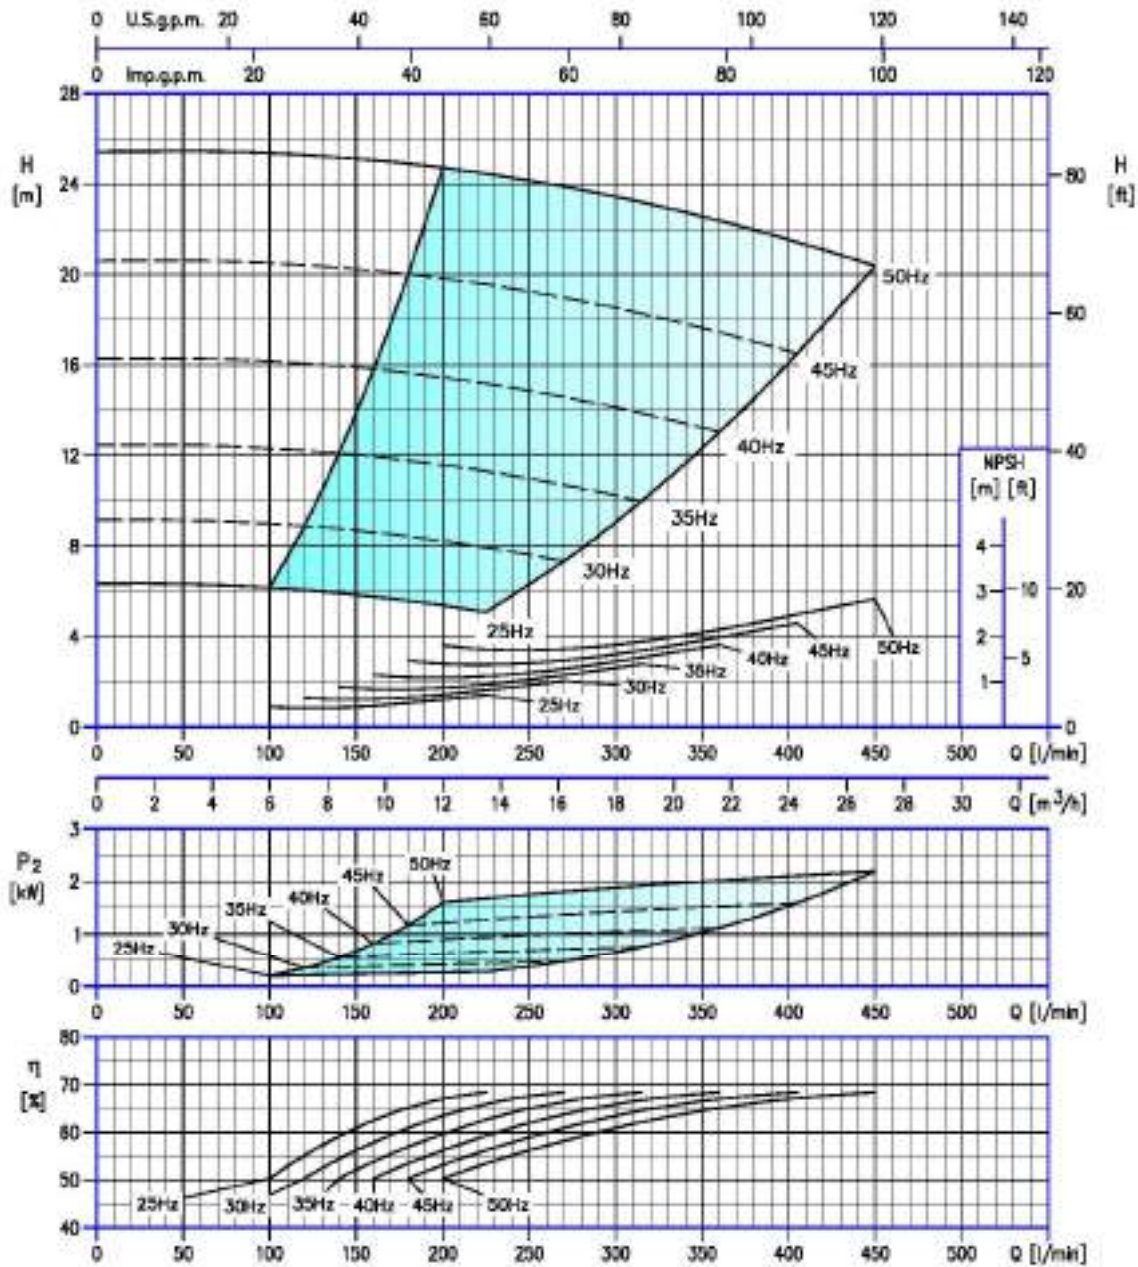 0 U.S.g.p.m. 20 40 60 80 100 120 140
0 Imp.g.p.m. 20 40 60 80 100 120
28
H
[m]
24
20
16
12
8
4
0
H
[ft]
80
60
40
20
0
50Hz
45Hz
40Hz
35Hz
30Hz
25Hz
NPSH
[m] [ft]
4
3 10
2
5
1
50Hz
45Hz
40Hz
35Hz
30Hz
25Hz
0 50 100 150 200 250 300 350 400 450 500 Q [l/min]
0 2 4 6 8 10 12 14 16 18 20 22 24 26 28 30 Q [m³/h]
P2
[kW]
3
2
1
0
50Hz
45Hz
40Hz
35Hz
30Hz
25Hz
0 50 100 150 200 250 300 350 400 450 500 Q [l/min]
η
[%]
80
70
60
50
40
25Hz 30Hz 35Hz 40Hz 45Hz 50Hz
0 50 100 150 200 250 300 350 400 450 500 Q [l/min]